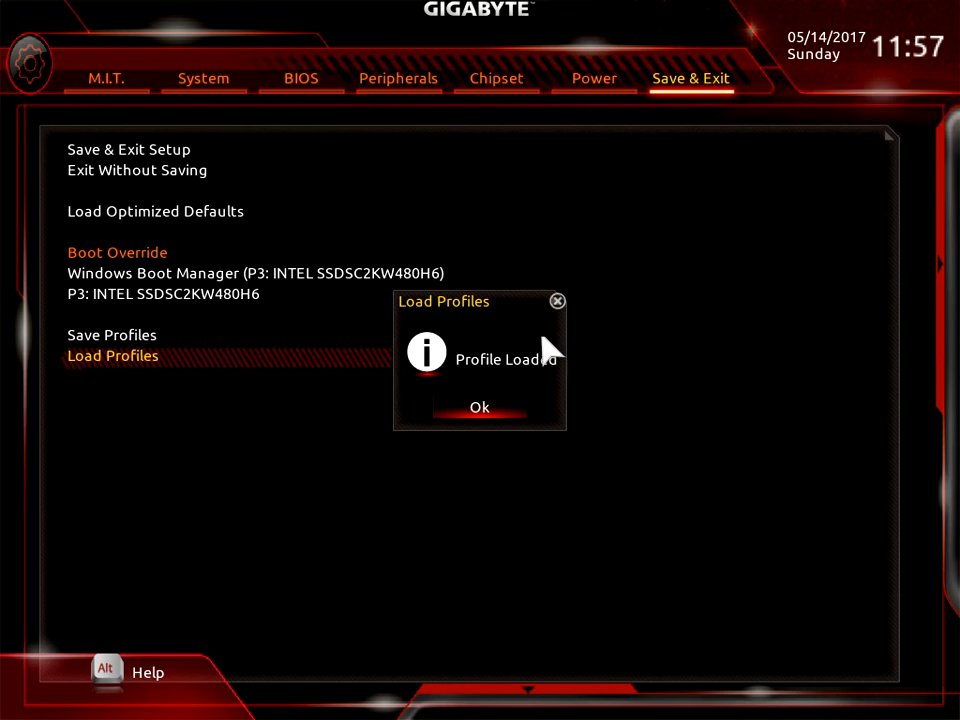 GIGABYTE
05/14/2017
Sunday
11:57
M.I.T. System BIOS Peripherals Chipset Power Save & Exit
Save & Exit Setup
Exit Without Saving
Load Optimized Defaults
Boot Override
Windows Boot Manager (P3: INTEL SSDSC2KW480H6)
P3: INTEL SSDSC2KW480H6
Save Profiles
Load Profiles
Load Profiles
Profile Loaded
Ok
Alt Help